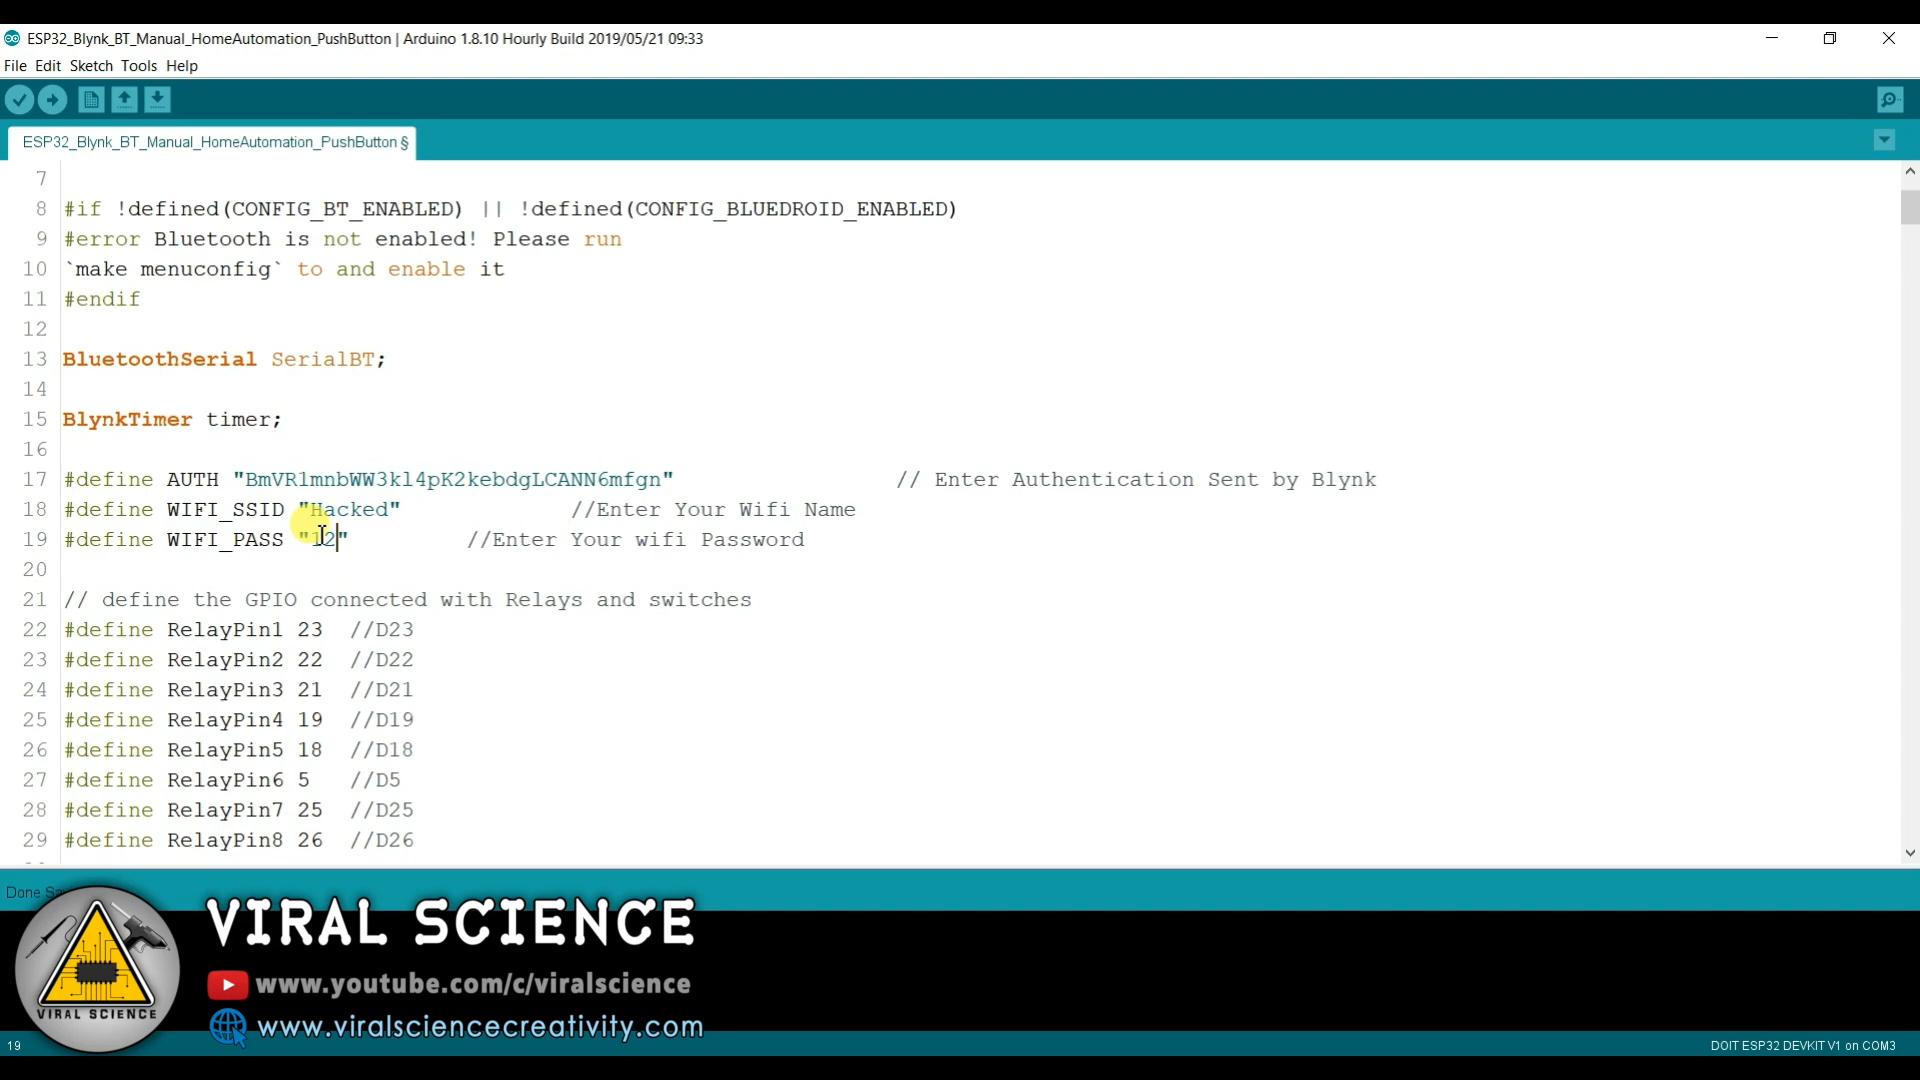 ESP32_Blynk_BT_Manual_HomeAutomation_PushButton | Arduino 1.8.10 Hourly Build 2019/05/21 09:33
File Edit Sketch Tools Help
ESP32_Blynk_BT_Manual_HomeAutomation_PushButton §
7
8 #if !defined(CONFIG_BT_ENABLED) || !defined(CONFIG_BLUEDROID_ENABLED)
9 #error Bluetooth is not enabled! Please run
10 `make menuconfig` to and enable it
11 #endif
12
13 BluetoothSerial SerialBT;
14
15 BlynkTimer timer;
16
17 #define AUTH "BmVR1mnbWW3kl4pK2kebdgLCANN6mfgn" // Enter Authentication Sent by Blynk
18 #define WIFI_SSID "Hacked" //Enter Your Wifi Name
19 #define WIFI_PASS "12" //Enter Your wifi Password
20
21 // define the GPIO connected with Relays and switches
22 #define RelayPin1 23 //D23
23 #define RelayPin2 22 //D22
24 #define RelayPin3 21 //D21
25 #define RelayPin4 19 //D19
26 #define RelayPin5 18 //D18
27 #define RelayPin6 5 //D5
28 #define RelayPin7 25 //D25
29 #define RelayPin8 26 //D26
Done
VIRAL SCIENCE
www.youtube.com/c/viralscience
www.viralsciencecreativity.com
VIRAL SCIENCE
19
DOIT ESP32 DEVKIT V1 on COM3